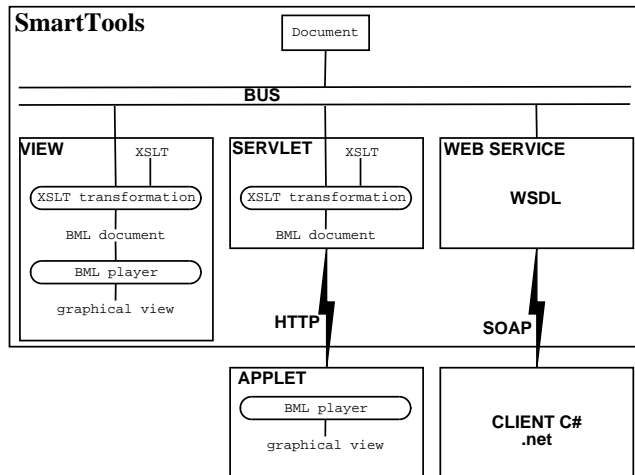 SmartTools
Document
BUS
VIEW
XSLT
XSLT transformation
BML document
BML player
graphical view
SERVLET
XSLT
XSLT transformation
BML document
WEB SERVICE
WSDL
HTTP
SOAP
APPLET
BML player
graphical view
CLIENT C#
.net